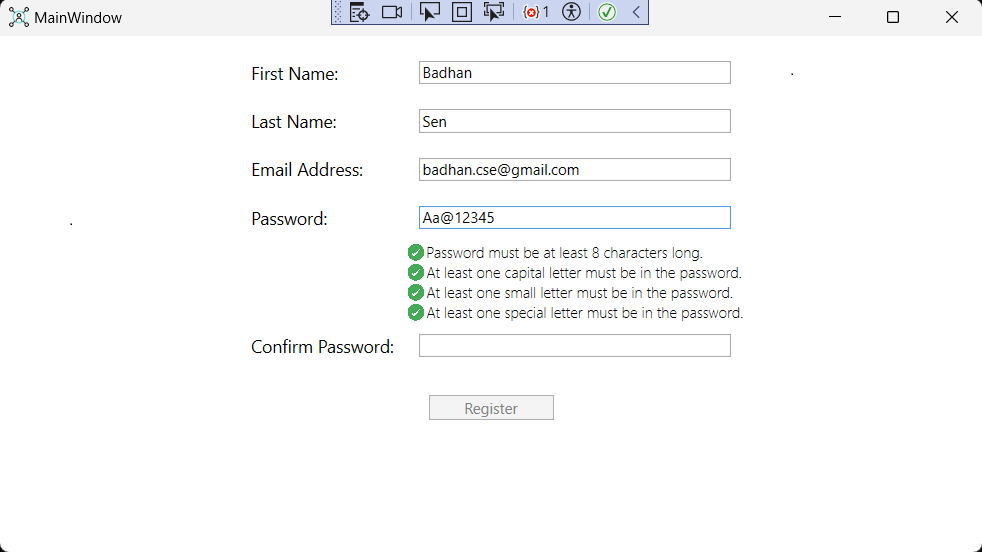 MainWindow
1
First Name: Badhan
Last Name: Sen
Email Address: badhan.cse@gmail.com
Password: Aa@12345
Password must be at least 8 characters long.
At least one capital letter must be in the password.
At least one small letter must be in the password.
At least one special letter must be in the password.
Confirm Password:
Register